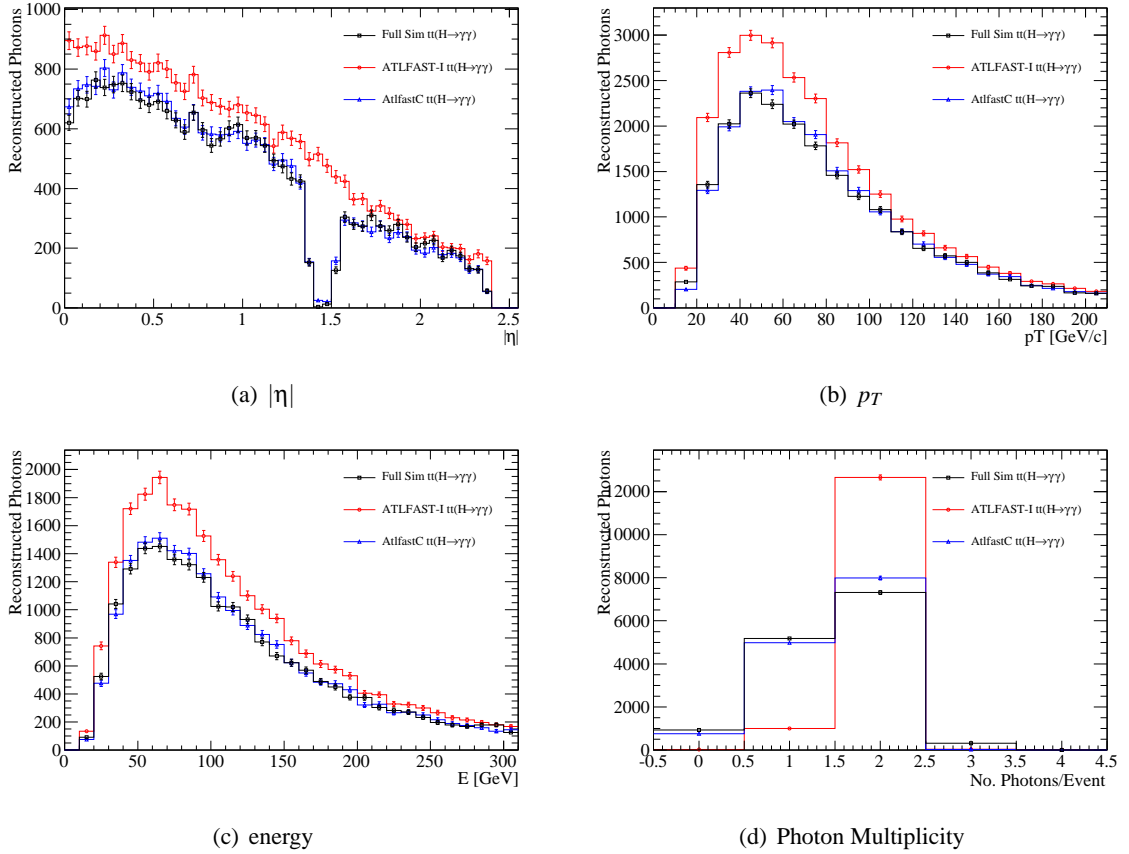 Reconstructed Photons
1000
800
600
400
200
0
0 0.5 1 1.5 2 2.5
|η|
Full Sim tt(H→γγ)
ATLFAST-I tt(H→γγ)
AtlfastC tt(H→γγ)
(a) |η|
Reconstructed Photons
3000
2500
2000
1500
1000
500
0
0 20 40 60 80 100 120 140 160 180 200
pT [GeV/c]
Full Sim tt(H→γγ)
ATLFAST-I tt(H→γγ)
AtlfastC tt(H→γγ)
(b) pT
Reconstructed Photons
2000
1800
1600
1400
1200
1000
800
600
400
200
0
0 50 100 150 200 250 300
E [GeV]
Full Sim tt(H→γγ)
ATLFAST-I tt(H→γγ)
AtlfastC tt(H→γγ)
(c) energy
Reconstructed Photons
12000
10000
8000
6000
4000
2000
0
-0.5 0 0.5 1 1.5 2 2.5 3 3.5 4 4.5
No. Photons/Event
Full Sim tt(H→γγ)
ATLFAST-I tt(H→γγ)
AtlfastC tt(H→γγ)
(d) Photon Multiplicity